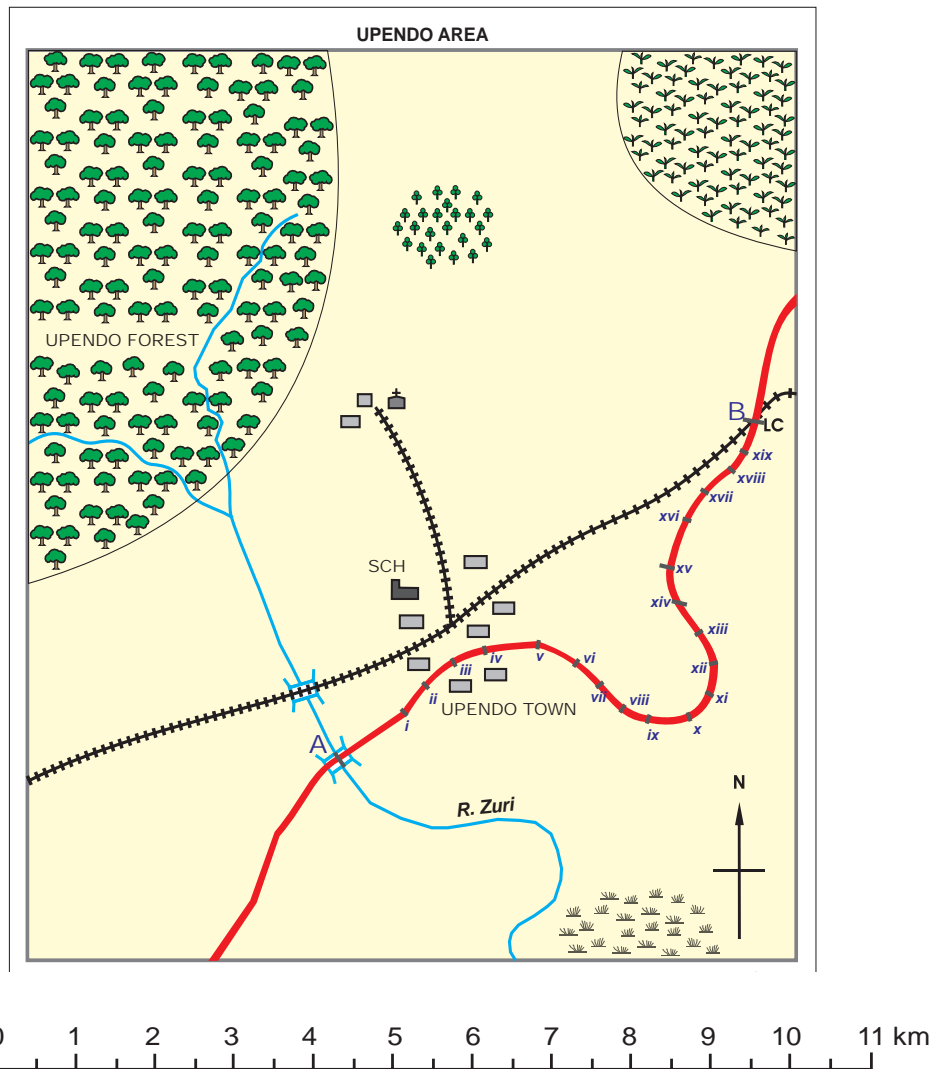 UPENDO AREA
UPENDO FOREST
B
LC
xix
xviii
xvii
xvi
SCH
xv
xiv
xiii
iv
v
vi
iii
xii
ii
vii
viii
xi
UPENDO TOWN
i
ix
x
A
N
R. Zuri
0 1 2 3 4 5 6 7 8 9 10 11 km